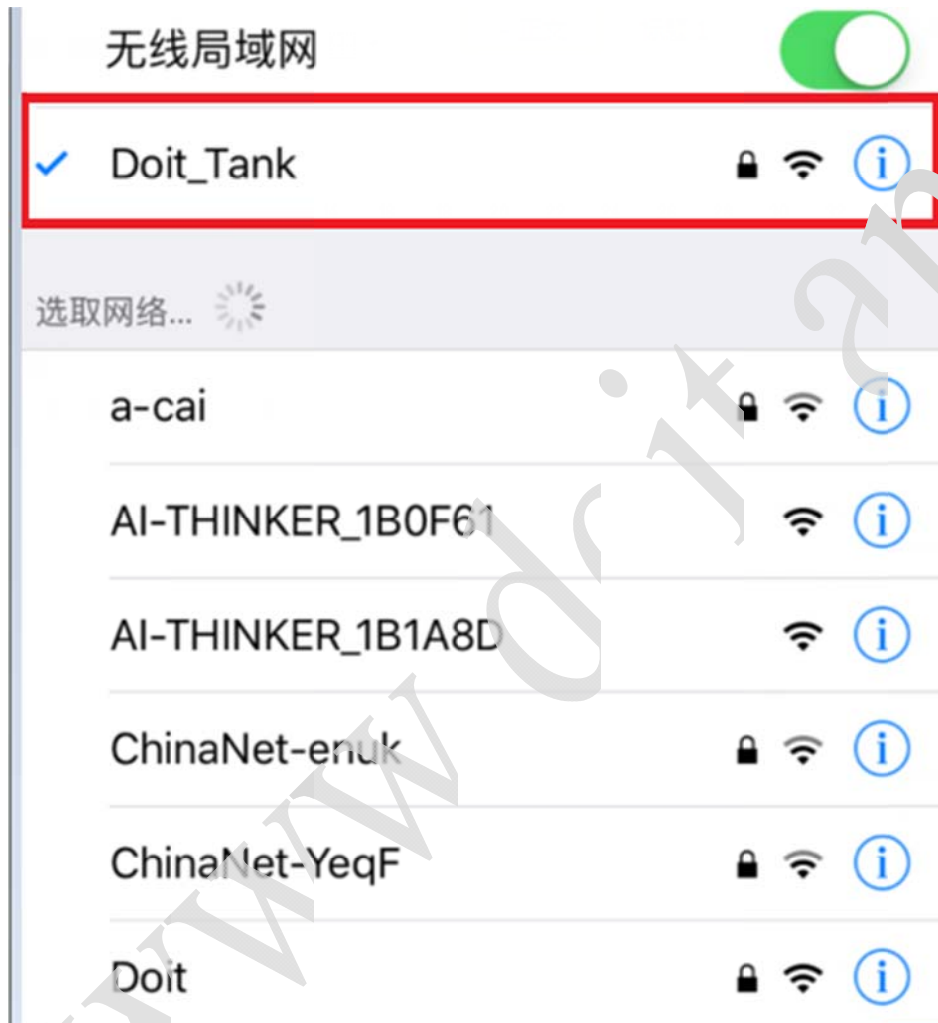 无线局域网
Doit_Tank
选取网络...
a-cai
AI-THINKER_1B0F61
AI-THINKER_1B1A8D
ChinaNet-enuk
ChinaNet-YeqF
Doit